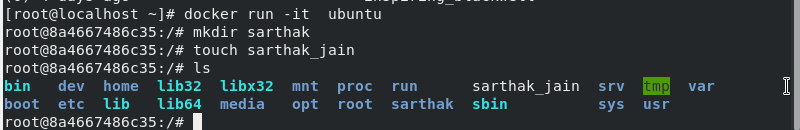 [root@localhost ~]# docker run -it  ubuntu
root@8a4667486c35:/# mkdir sarthak
root@8a4667486c35:/# touch sarthak_jain
root@8a4667486c35:/# ls
bin   dev  home  lib32  libx32  mnt  proc  run      sarthak_jain  srv  tmp  var
boot  etc  lib   lib64  media   opt  root  sarthak  sbin          sys  usr
root@8a4667486c35:/#